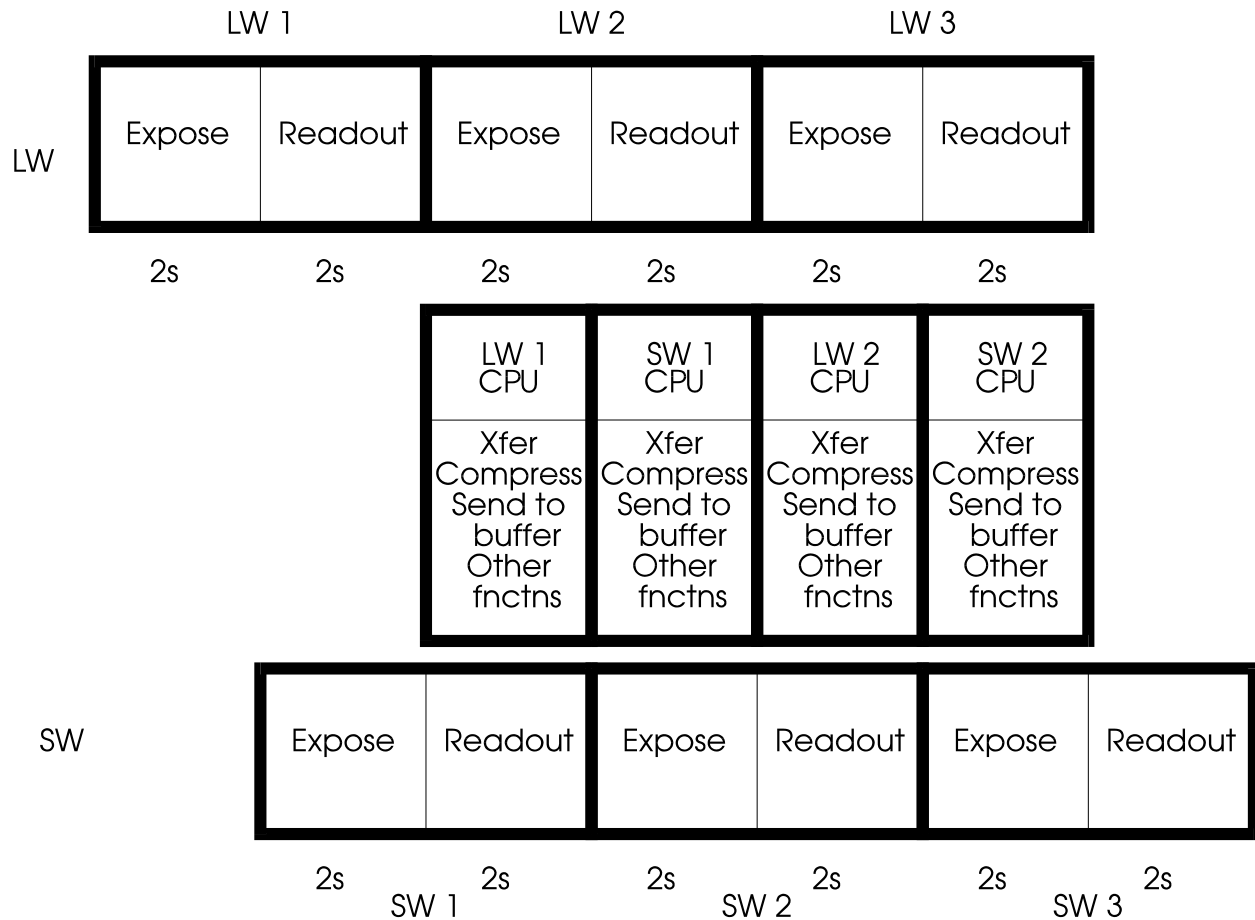 LW 1 LW 2 LW 3
LW
Expose Readout Expose Readout Expose Readout
2s 2s 2s 2s 2s 2s
LW 1 SW 1 LW 2 SW 2
CPU CPU CPU CPU
Xfer Xfer Xfer Xfer
Compress Compress Compress Compress
Send to Send to Send to Send to
buffer buffer buffer buffer
Other Other Other Other
fnctns fnctns fnctns fnctns
SW
Expose Readout Expose Readout Expose Readout
2s 2s 2s 2s 2s 2s
SW 1 SW 2 SW 3